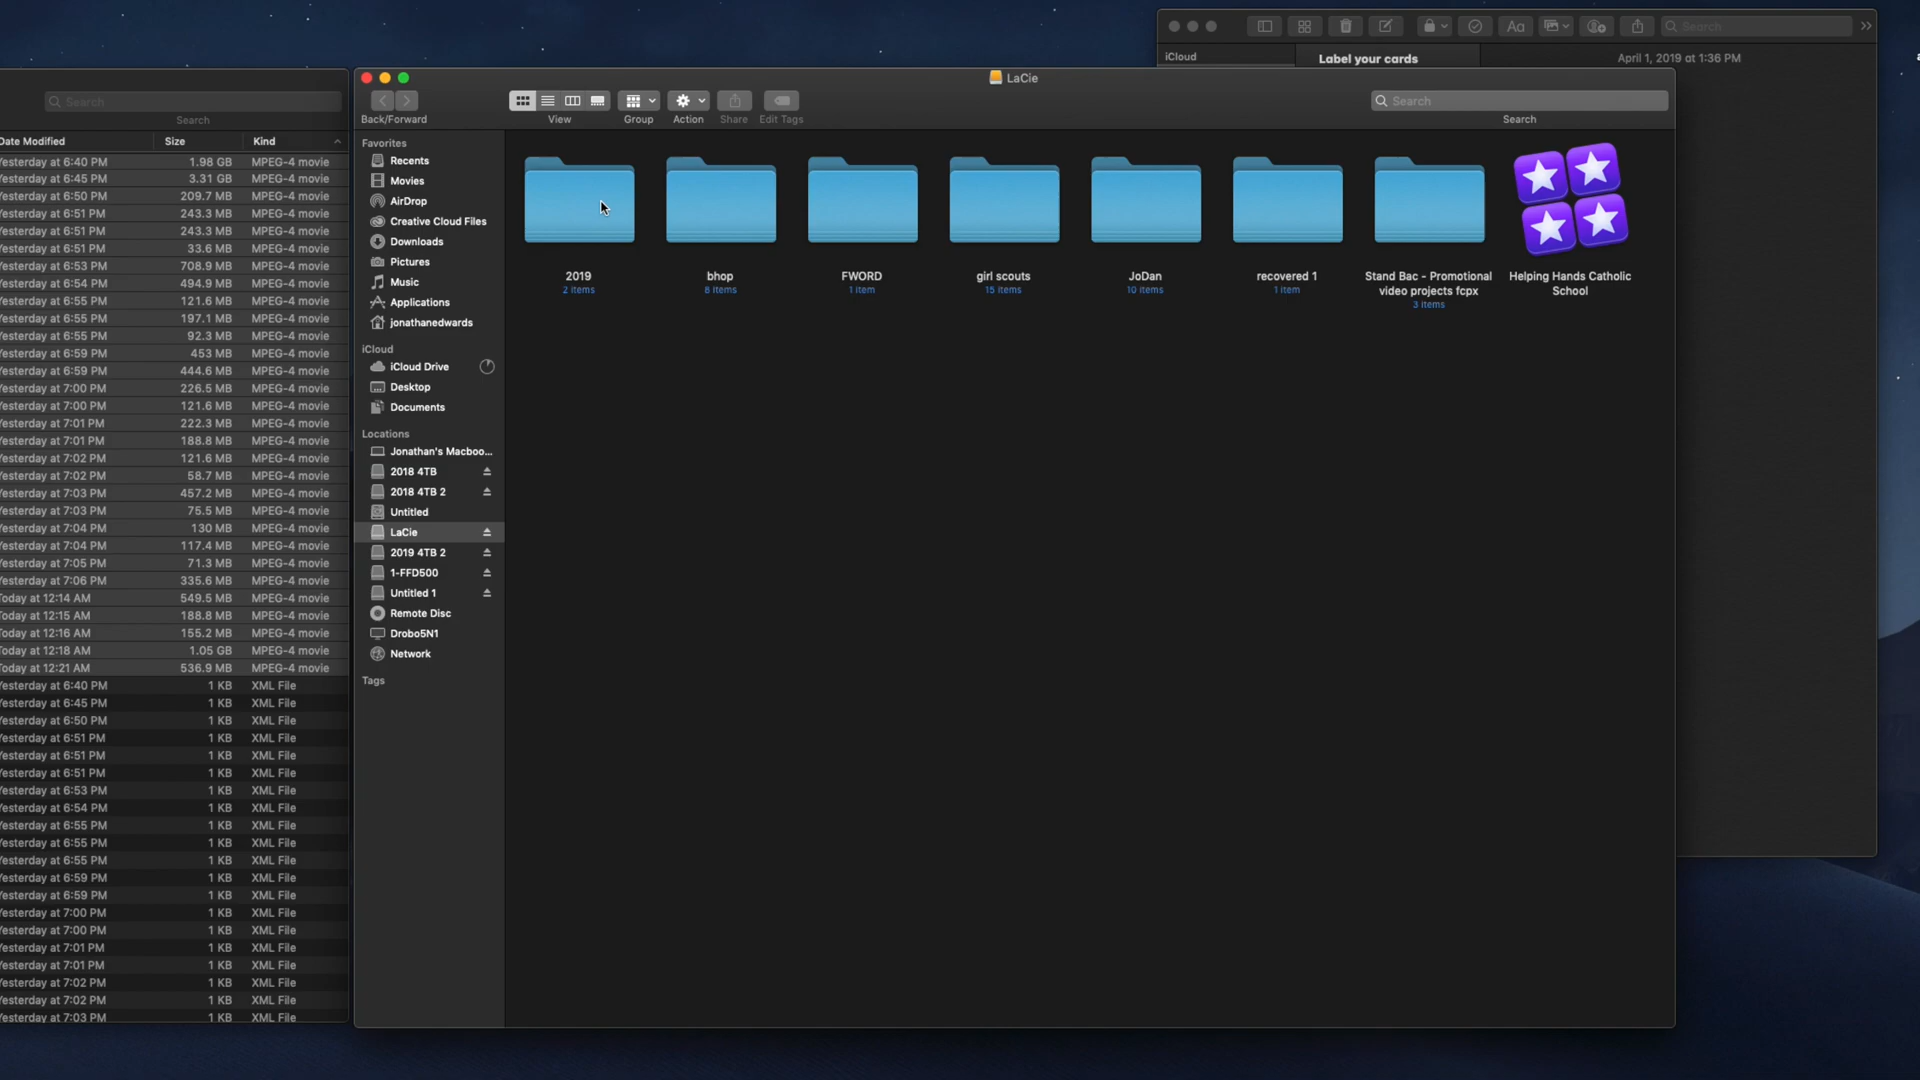 iCloud
Label your cards
April 1, 2019 at 1:36 PM
Search
Search
Search
Date Modified Size Kind
Yesterday at 6:40 PM 1.98 GB MPEG-4 movie
Yesterday at 6:45 PM 3.31 GB MPEG-4 movie
Yesterday at 6:50 PM 209.7 MB MPEG-4 movie
Yesterday at 6:51 PM 243.3 MB MPEG-4 movie
Yesterday at 6:51 PM 243.3 MB MPEG-4 movie
Yesterday at 6:51 PM 33.6 MB MPEG-4 movie
Yesterday at 6:53 PM 708.9 MB MPEG-4 movie
Yesterday at 6:54 PM 494.9 MB MPEG-4 movie
Yesterday at 6:55 PM 121.6 MB MPEG-4 movie
Yesterday at 6:55 PM 197.1 MB MPEG-4 movie
Yesterday at 6:55 PM 92.3 MB MPEG-4 movie
Yesterday at 6:59 PM 453 MB MPEG-4 movie
Yesterday at 6:59 PM 444.6 MB MPEG-4 movie
Yesterday at 7:00 PM 226.5 MB MPEG-4 movie
Yesterday at 7:00 PM 121.6 MB MPEG-4 movie
Yesterday at 7:01 PM 222.3 MB MPEG-4 movie
Yesterday at 7:01 PM 188.8 MB MPEG-4 movie
Yesterday at 7:02 PM 121.6 MB MPEG-4 movie
Yesterday at 7:02 PM 58.7 MB MPEG-4 movie
Yesterday at 7:03 PM 457.2 MB MPEG-4 movie
Yesterday at 7:03 PM 75.5 MB MPEG-4 movie
Yesterday at 7:04 PM 130 MB MPEG-4 movie
Yesterday at 7:04 PM 117.4 MB MPEG-4 movie
Yesterday at 7:05 PM 71.3 MB MPEG-4 movie
Yesterday at 7:06 PM 335.6 MB MPEG-4 movie
Today at 12:14 AM 549.5 MB MPEG-4 movie
Today at 12:15 AM 188.8 MB MPEG-4 movie
Today at 12:16 AM 155.2 MB MPEG-4 movie
Today at 12:18 AM 1.05 GB MPEG-4 movie
Today at 12:21 AM 536.9 MB MPEG-4 movie
Yesterday at 6:40 PM 1 KB XML File
Yesterday at 6:45 PM 1 KB XML File
Yesterday at 6:50 PM 1 KB XML File
Yesterday at 6:51 PM 1 KB XML File
Yesterday at 6:51 PM 1 KB XML File
Yesterday at 6:51 PM 1 KB XML File
Yesterday at 6:53 PM 1 KB XML File
Yesterday at 6:54 PM 1 KB XML File
Yesterday at 6:55 PM 1 KB XML File
Yesterday at 6:55 PM 1 KB XML File
Yesterday at 6:55 PM 1 KB XML File
Yesterday at 6:59 PM 1 KB XML File
Yesterday at 6:59 PM 1 KB XML File
Yesterday at 7:00 PM 1 KB XML File
Yesterday at 7:00 PM 1 KB XML File
Yesterday at 7:01 PM 1 KB XML File
Yesterday at 7:01 PM 1 KB XML File
Yesterday at 7:02 PM 1 KB XML File
Yesterday at 7:02 PM 1 KB XML File
Yesterday at 7:03 PM 1 KB XML File
LaCie
Back/Forward View Group Action Share Edit Tags
Search
Search
Favorites
Recents
Movies
AirDrop
Creative Cloud Files
Downloads
Pictures
Music
Applications
jonathanedwards
iCloud
iCloud Drive
Desktop
Documents
Locations
Jonathan's Macboo...
2018 4TB
2018 4TB 2
Untitled
LaCie
2019 4TB 2
1-FFD500
Untitled 1
Remote Disc
Drobo5N1
Network
Tags
2019
2 items
bhop
8 items
FWORD
1 item
girl scouts
15 items
JoDan
10 items
recovered 1
1 item
Stand Bac - Promotional
video projects fcpx
3 items
Helping Hands Catholic
School